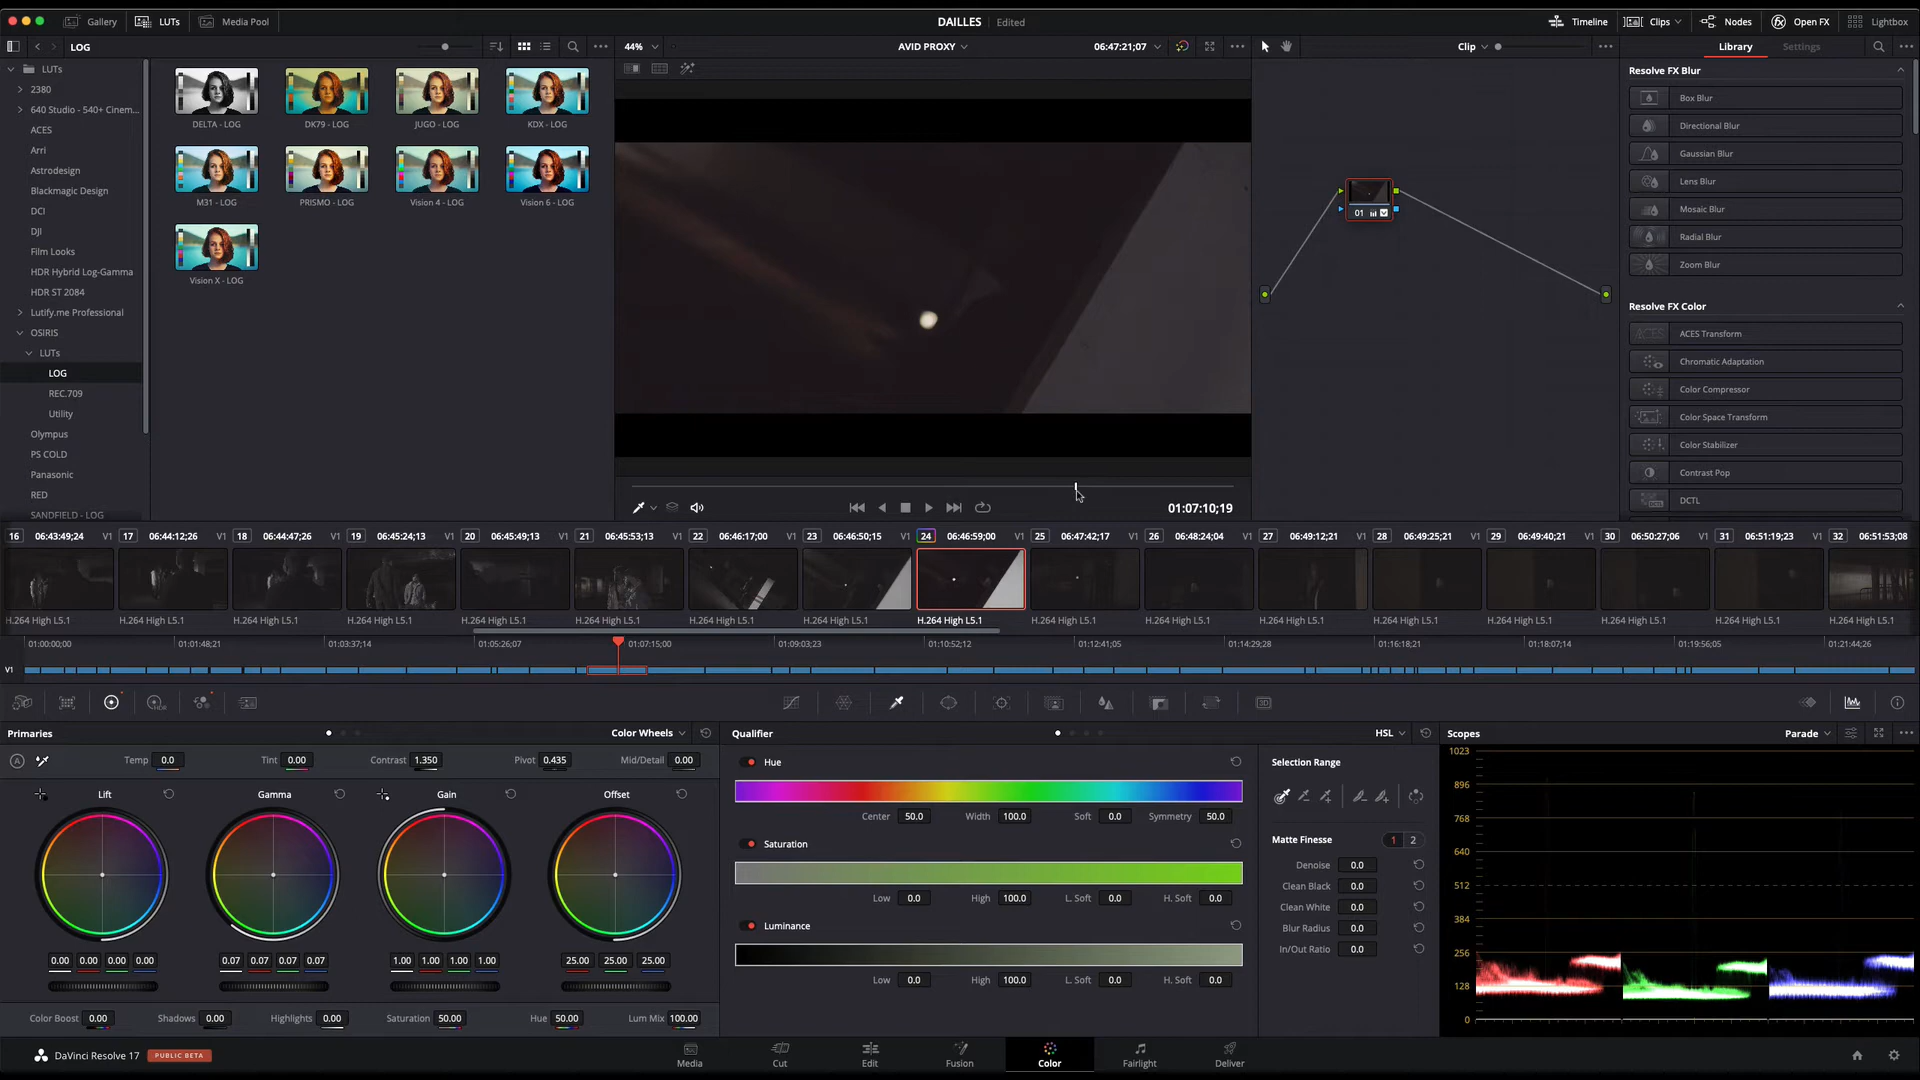 Gallery LUTs Media Pool DAILLES Edited Timeline Clips Nodes Open FX Lightbox
LOG 44% AVID PROXY 06:47:21;07 Clip Library Settings
LUTs
2380
640 Studio - 540+ Cinem...
ACES
Arri
Astrodesign
Blackmagic Design
DCI
DJI
Film Looks
HDR Hybrid Log-Gamma
HDR ST 2084
Lutify.me Professional
OSIRIS
LUTs
LOG
REC.709
Utility
Olympus
PS COLD
Panasonic
RED
SANDFIELD - LOG
DELTA - LOG DK79 - LOG JUGO - LOG KDX - LOG
M31 - LOG PRISMO - LOG Vision 4 - LOG Vision 6 - LOG
Vision X - LOG
01
Resolve FX Blur
Box Blur
Directional Blur
Gaussian Blur
Lens Blur
Mosaic Blur
Radial Blur
Zoom Blur
Resolve FX Color
ACES Transform
Chromatic Adaptation
Color Compressor
Color Space Transform
Color Stabilizer
Contrast Pop
DCTL
01:07:10;19
16 06:43:49;24 V1 17 06:44:12;26 V1 18 06:44:47;26 V1 19 06:45:24;13 V1 20 06:45:49;13 V1 21 06:45:53;13 V1 22 06:46:17;00 V1 23 06:46:50;15 V1 24 06:46:59;00 V1 25 06:47:42;17 V1 26 06:48:24;04 V1 27 06:49:12;21 V1 28 06:49:25;21 V1 29 06:49:40;21 V1 30 06:50:27;06 V1 31 06:51:19;23 V1 32 06:51:53;08
H.264 High L5.1 H.264 High L5.1 H.264 High L5.1 H.264 High L5.1 H.264 High L5.1 H.264 High L5.1 H.264 High L5.1 H.264 High L5.1 H.264 High L5.1 H.264 High L5.1 H.264 High L5.1 H.264 High L5.1 H.264 High L5.1 H.264 High L5.1 H.264 High L5.1 H.264 High L5.1 H.264 High L5.1
01:00:00;00 01:01:48;21 01:03:37;14 01:05:26;07 01:07:15;00 01:09:03;23 01:10:52;12 01:12:41;05 01:14:29;28 01:16:18;21 01:18:07;14 01:19:56;05 01:21:44;26
V1
Primaries Color Wheels Qualifier HSL Scopes Parade
A Temp 0.0 Tint 0.00 Contrast 1.350 Pivot 0.435 Mid/Detail 0.00
Lift Gamma Gain Offset
0.00 0.00 0.00 0.00 0.07 0.07 0.07 0.07 1.00 1.00 1.00 1.00 25.00 25.00 25.00
Color Boost 0.00 Shadows 0.00 Highlights 0.00 Saturation 50.00 Hue 50.00 Lum Mix 100.00
Hue
Center 50.0 Width 100.0 Soft 0.0 Symmetry 50.0
Saturation
Low 0.0 High 100.0 L. Soft 0.0 H. Soft 0.0
Luminance
Low 0.0 High 100.0 L. Soft 0.0 H. Soft 0.0
Selection Range
Matte Finesse 1 2
Denoise 0.0
Clean Black 0.0
Clean White 0.0
Blur Radius 0.0
In/Out Ratio 0.0
1023
896
768
640
512
384
256
128
0
DaVinci Resolve 17 PUBLIC BETA Media Cut Edit Fusion Color Fairlight Deliver